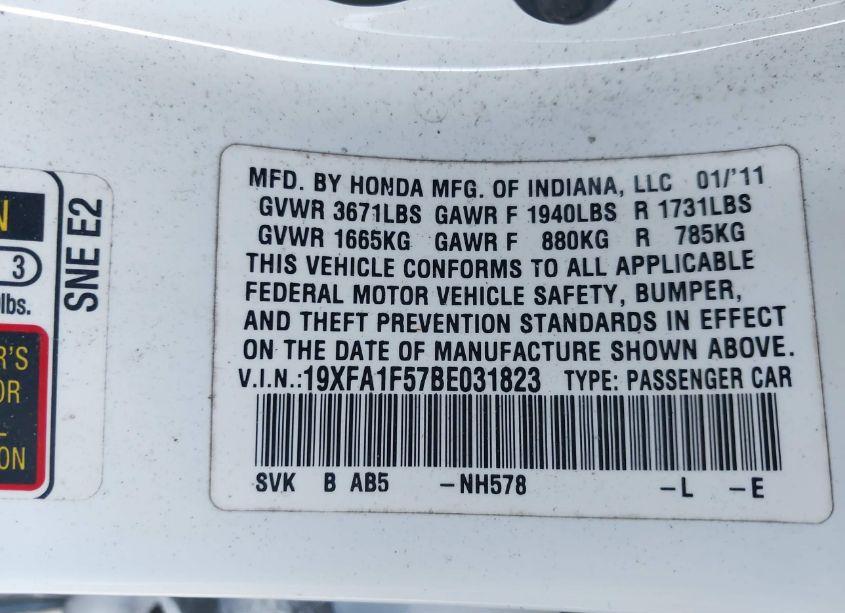 MFD. BY HONDA MFG. OF INDIANA, LLC 01/'11
GVWR 3671LBS GAWR F 1940LBS R 1731LBS
GVWR 1665KG GAWR F 880KG R 785KG
THIS VEHICLE CONFORMS TO ALL APPLICABLE
FEDERAL MOTOR VEHICLE SAFETY, BUMPER,
AND THEFT PREVENTION STANDARDS IN EFFECT
ON THE DATE OF MANUFACTURE SHOWN ABOVE.
V.I.N.:19XFA1F57BE031823 TYPE: PASSENGER CAR
SVK B AB5 -NH578 -L -E
SNE E2
N
3
lbs.
R'S
OR
ON